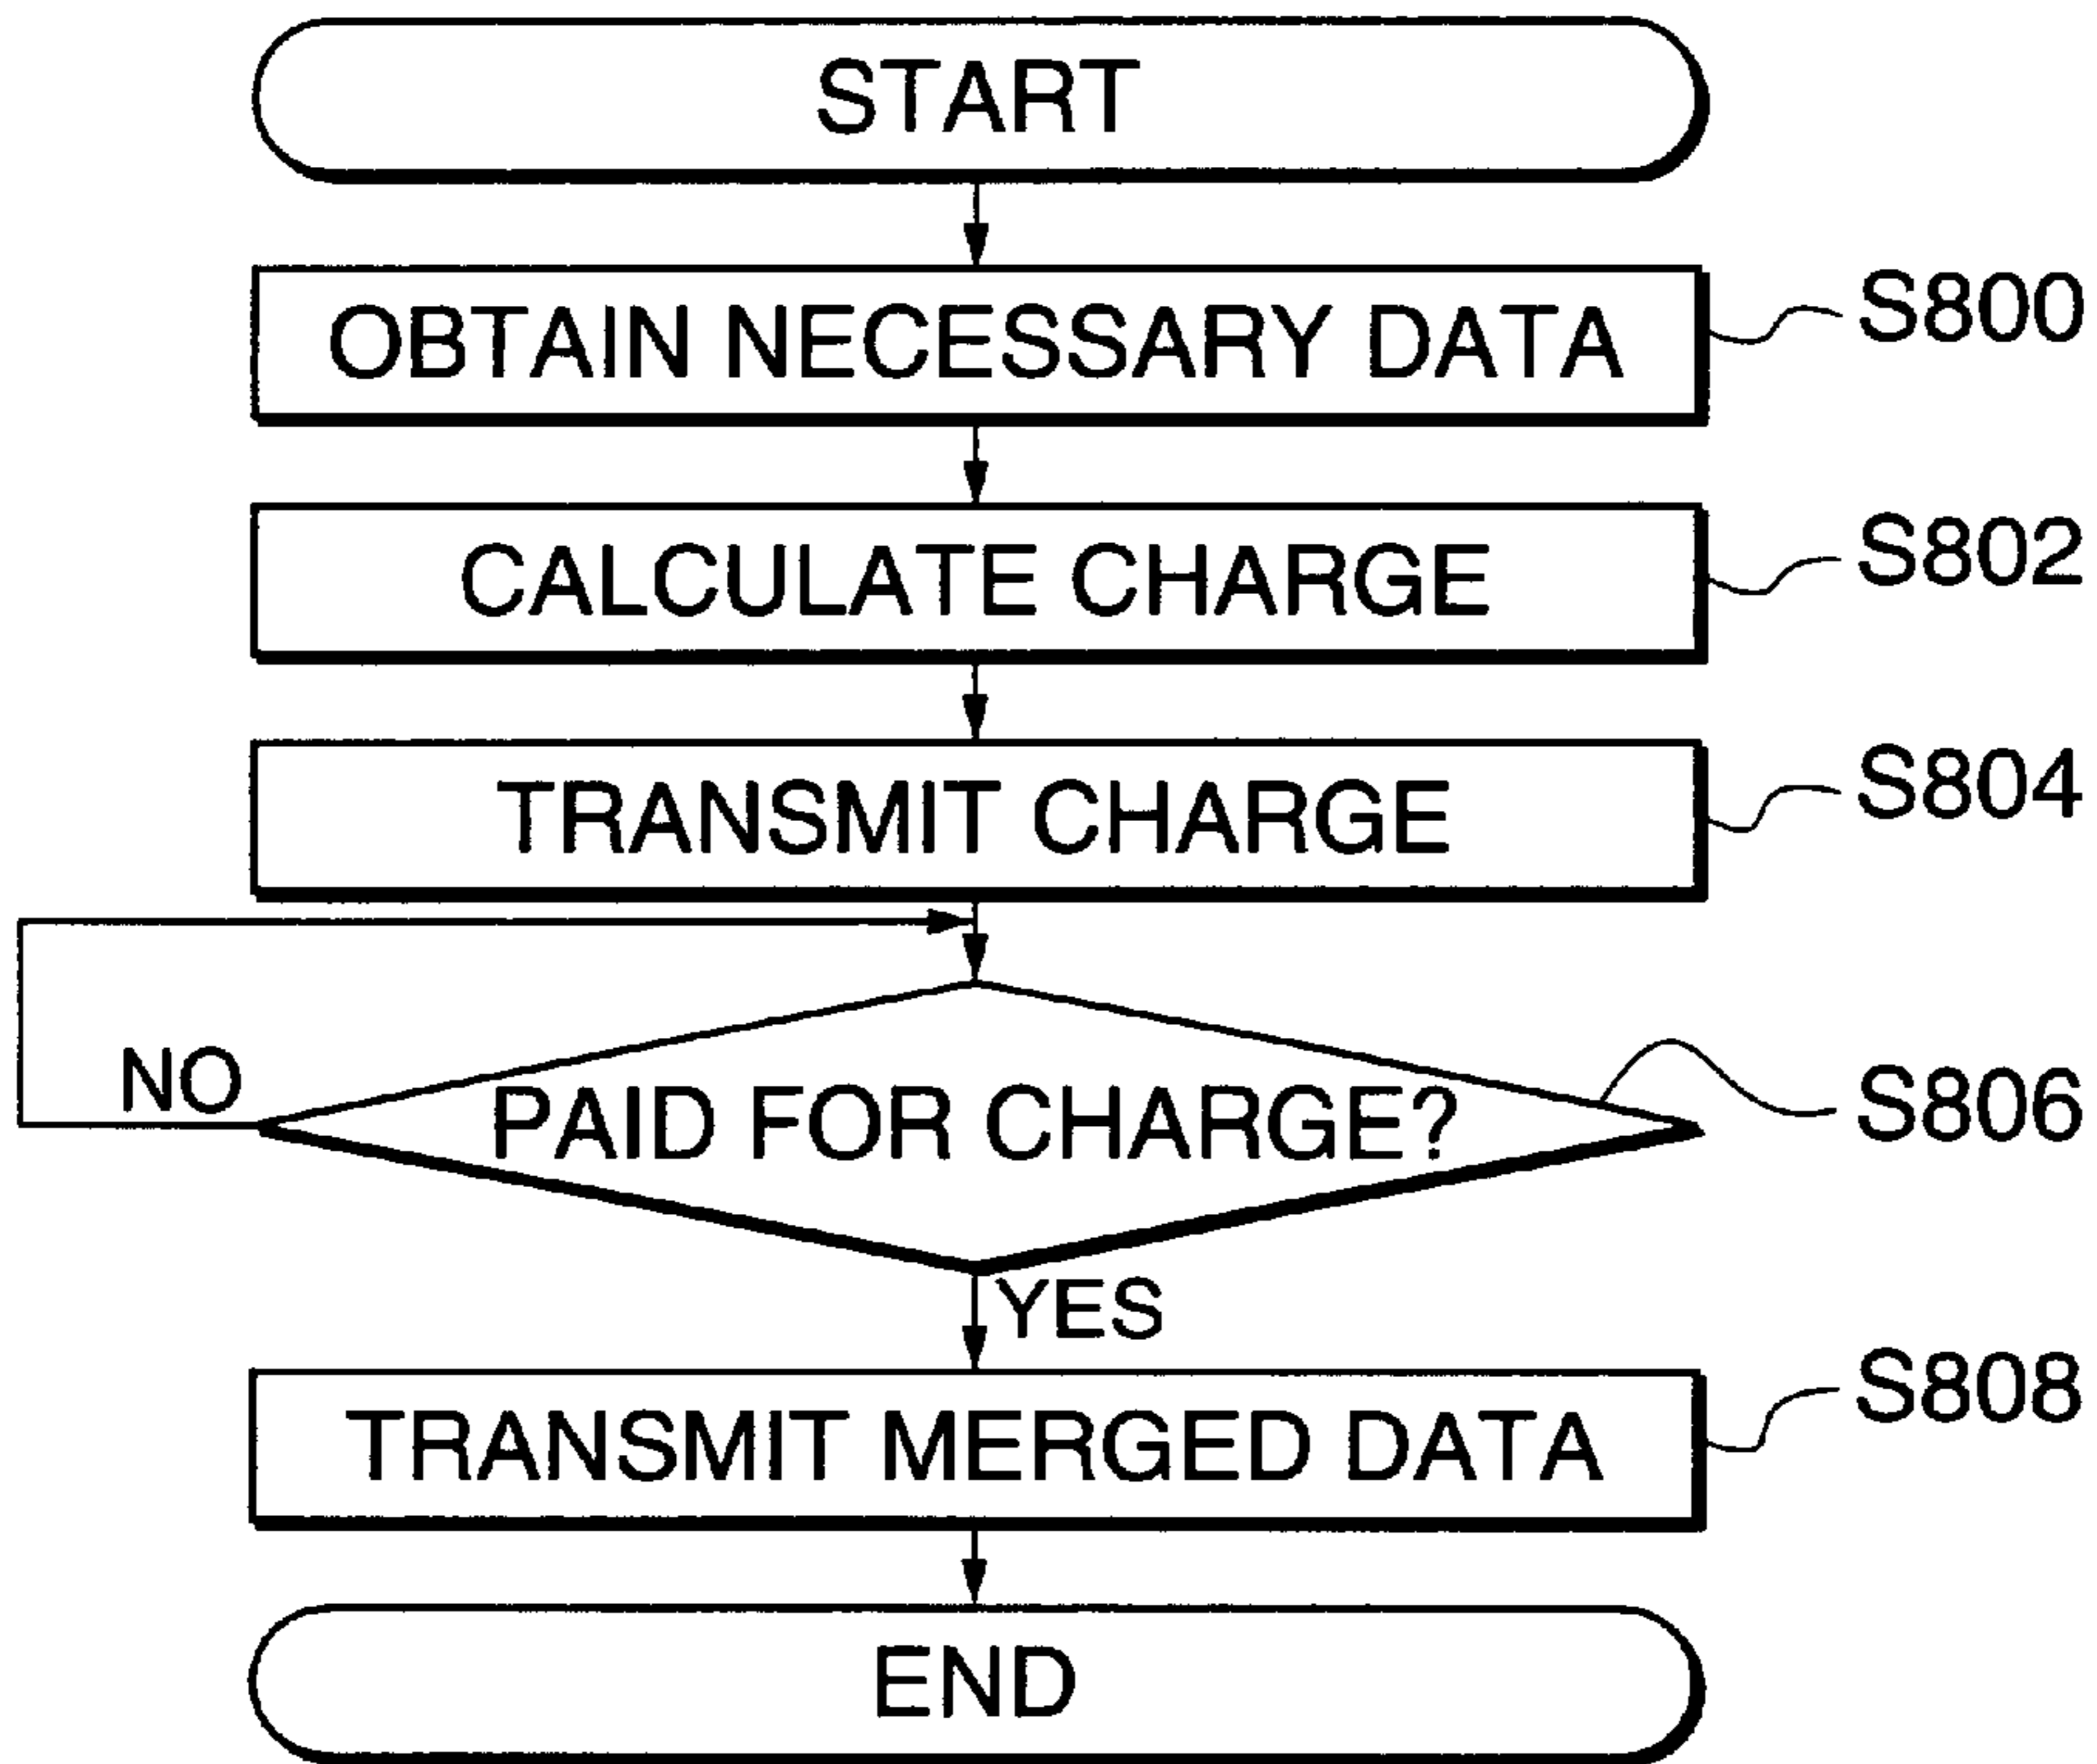 START
OBTAIN NECESSARY DATA
S800
CALCULATE CHARGE
S802
TRANSMIT CHARGE
S804
NO
PAID FOR CHARGE?
S806
YES
TRANSMIT MERGED DATA
S808
END